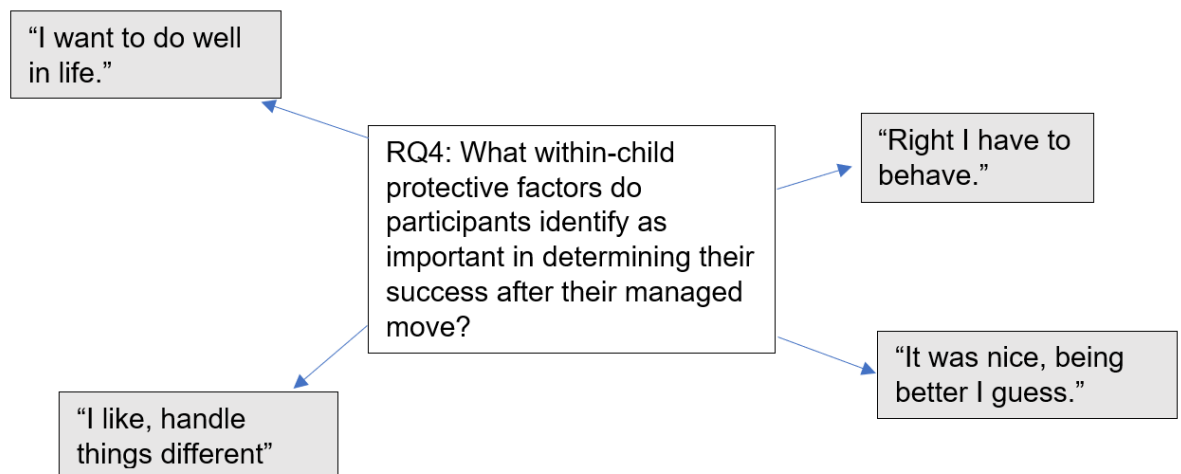 “I want to do well
in life.”
RQ4: What within-child
protective factors do
participants identify as
important in determining their
success after their managed
move?
“Right I have to
behave.”
“I like, handle
things different”
“It was nice, being
better I guess.”